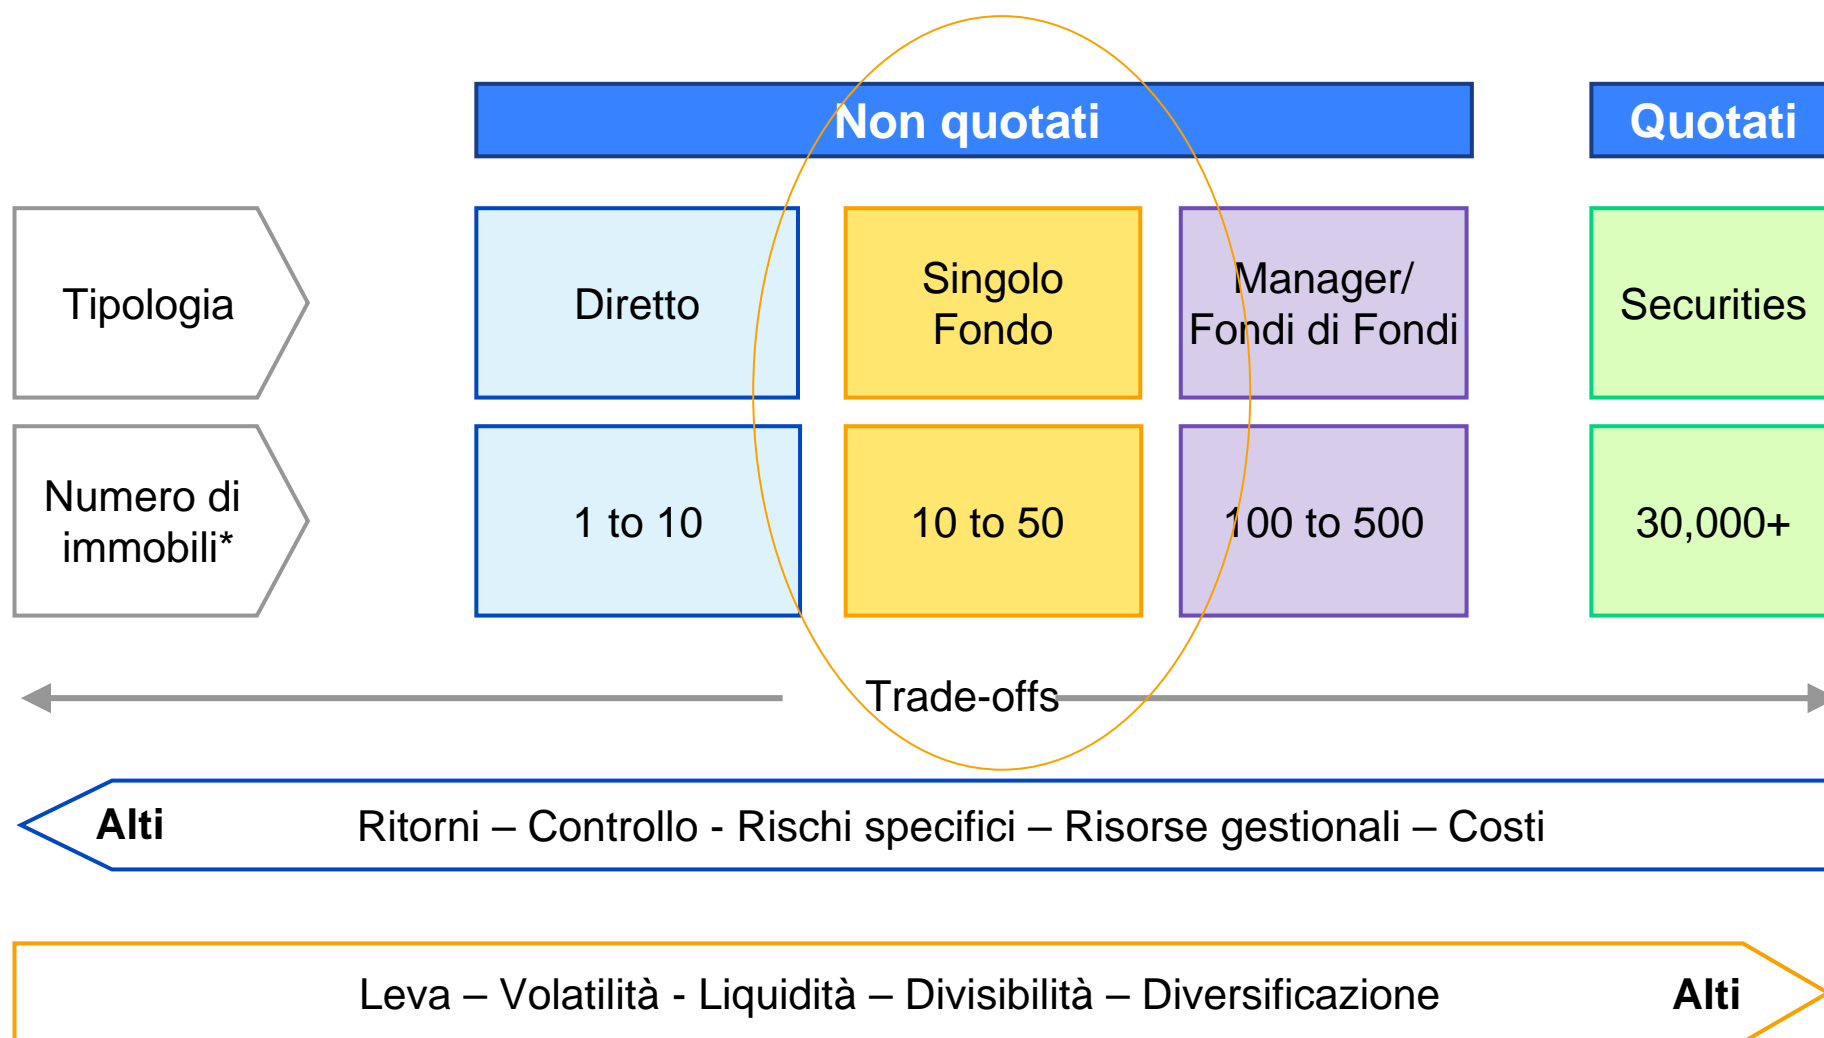 Non quotati
Quotati
Tipologia
Diretto
Singolo
Fondo
Manager/
Fondi di Fondi
Securities
Numero di
immobili*
1 to 10
10 to 50
100 to 500
30,000+
Trade-offs
Alti
Ritorni – Controllo - Rischi specifici – Risorse gestionali – Costi
Leva – Volatilità - Liquidità – Divisibilità – Diversificazione
Alti